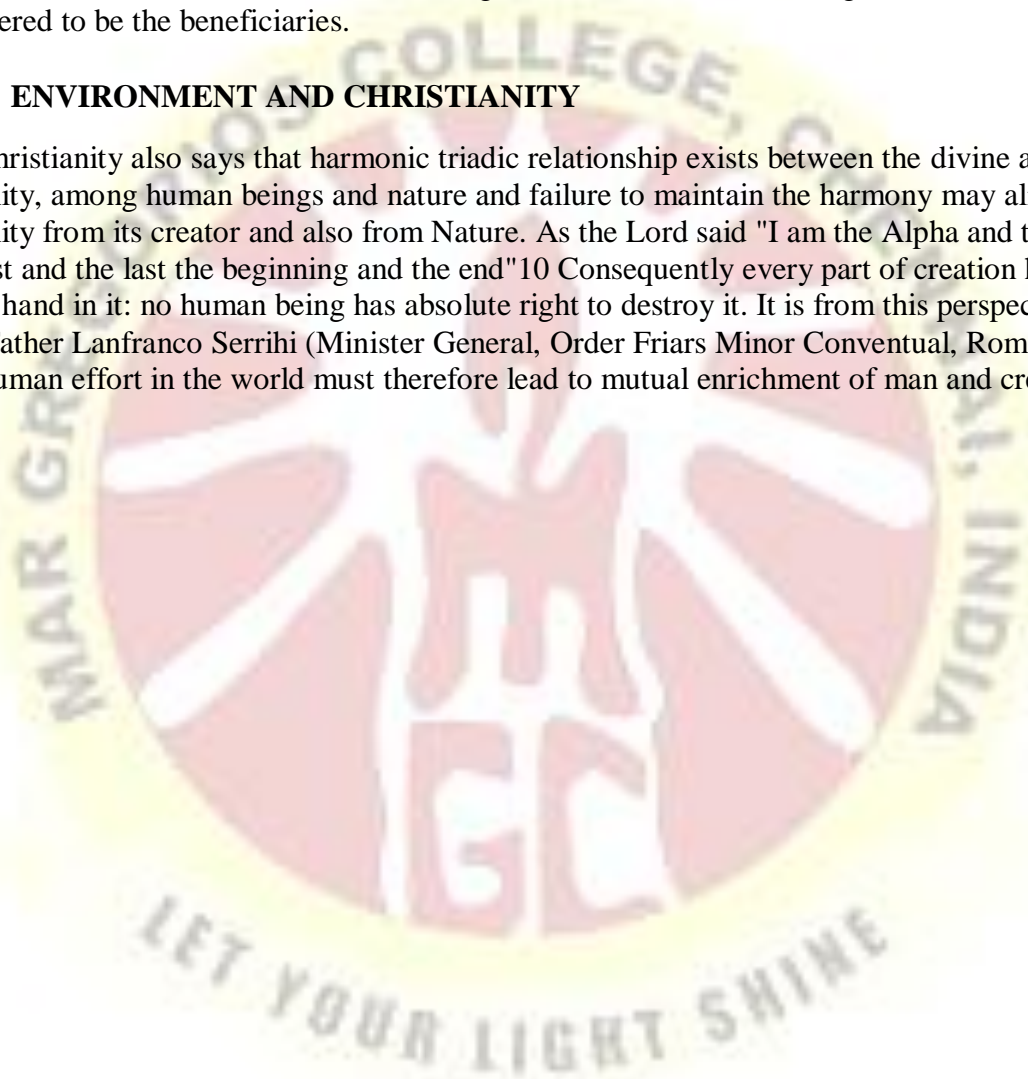 ered to be the beneficiaries.
ENVIRONMENT AND CHRISTIANITY
hristianity also says that harmonic triadic relationship exists between the divine a
ity, among human beings and nature and failure to maintain the harmony may al
ity from its creator and also from Nature. As the Lord said "I am the Alpha and t
st and the last the beginning and the end"10 Consequently every part of creation
hand in it: no human being has absolute right to destroy it. It is from this perspec
ather Lanfranco Serrihi (Minister General, Order Friars Minor Conventual, Rom
uman effort in the world must therefore lead to mutual enrichment of man and cre
MAR GREGORIOS COLLEGE, CHENNAI, INDIA
MGC
LET YOUR LIGHT SHINE